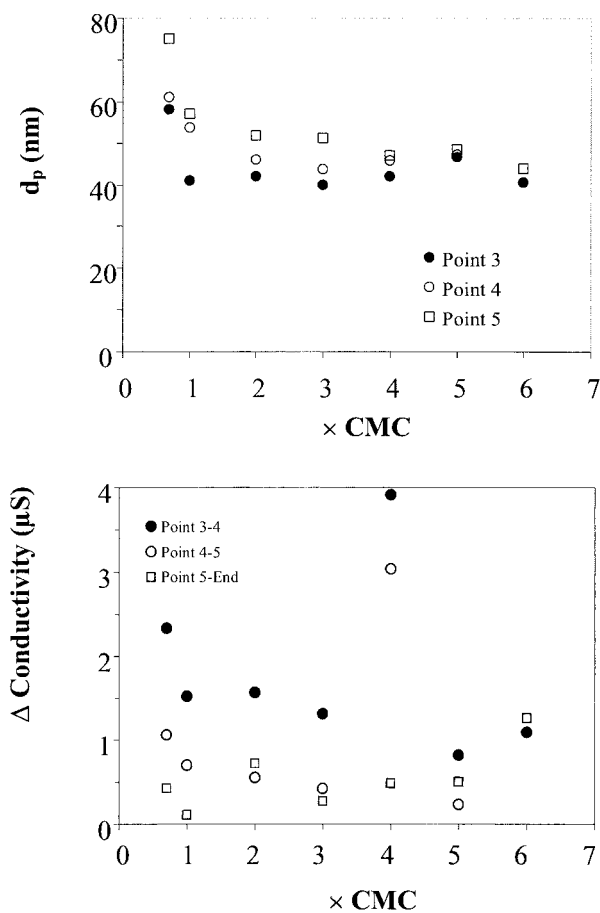 80
60
40
20
0
dₚ (nm)
● Point 3
○ Point 4
□ Point 5
0 1 2 3 4 5 6 7
× CMC
4
3
2
1
0
Δ Conductivity (μS)
● Point 3-4
○ Point 4-5
□ Point 5-End
0 1 2 3 4 5 6 7
× CMC